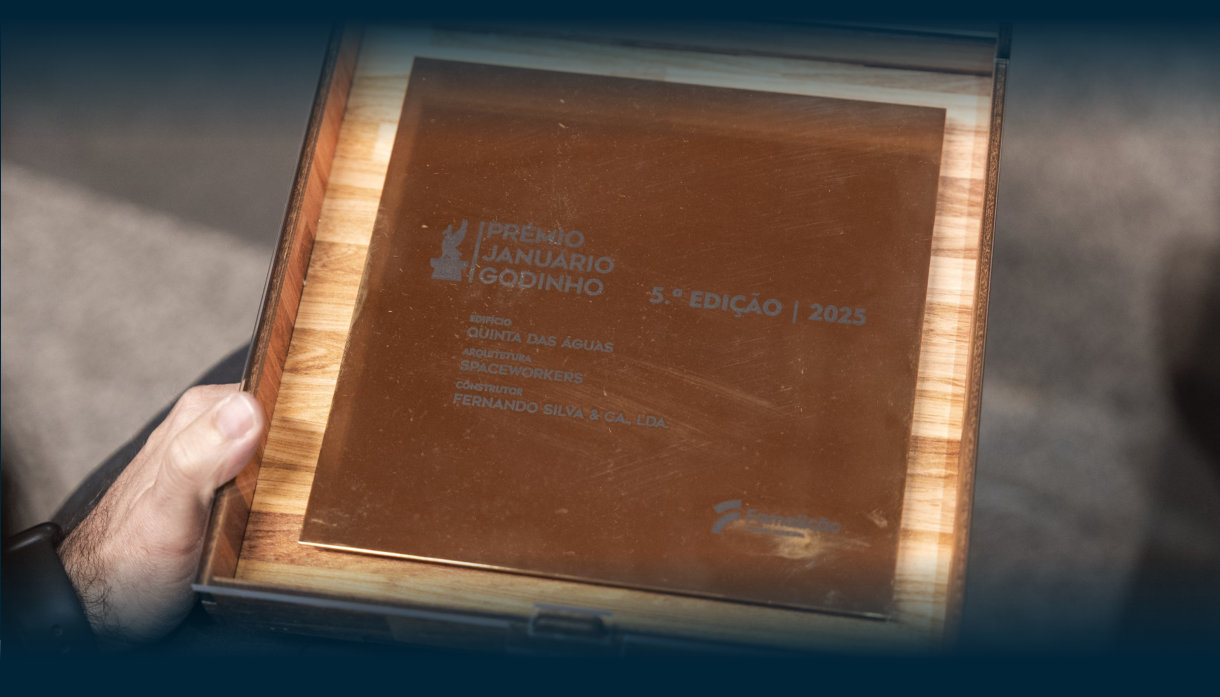 PRÉMIO
JANUÁRIO
GODINHO
5.ª EDIÇÃO | 2025
EDIFÍCIO
QUINTA DAS ÁGUAS
ARQUITETURA
SPACEWORKERS
CONSTRUTOR
FERNANDO SILVA & CA., LDA.